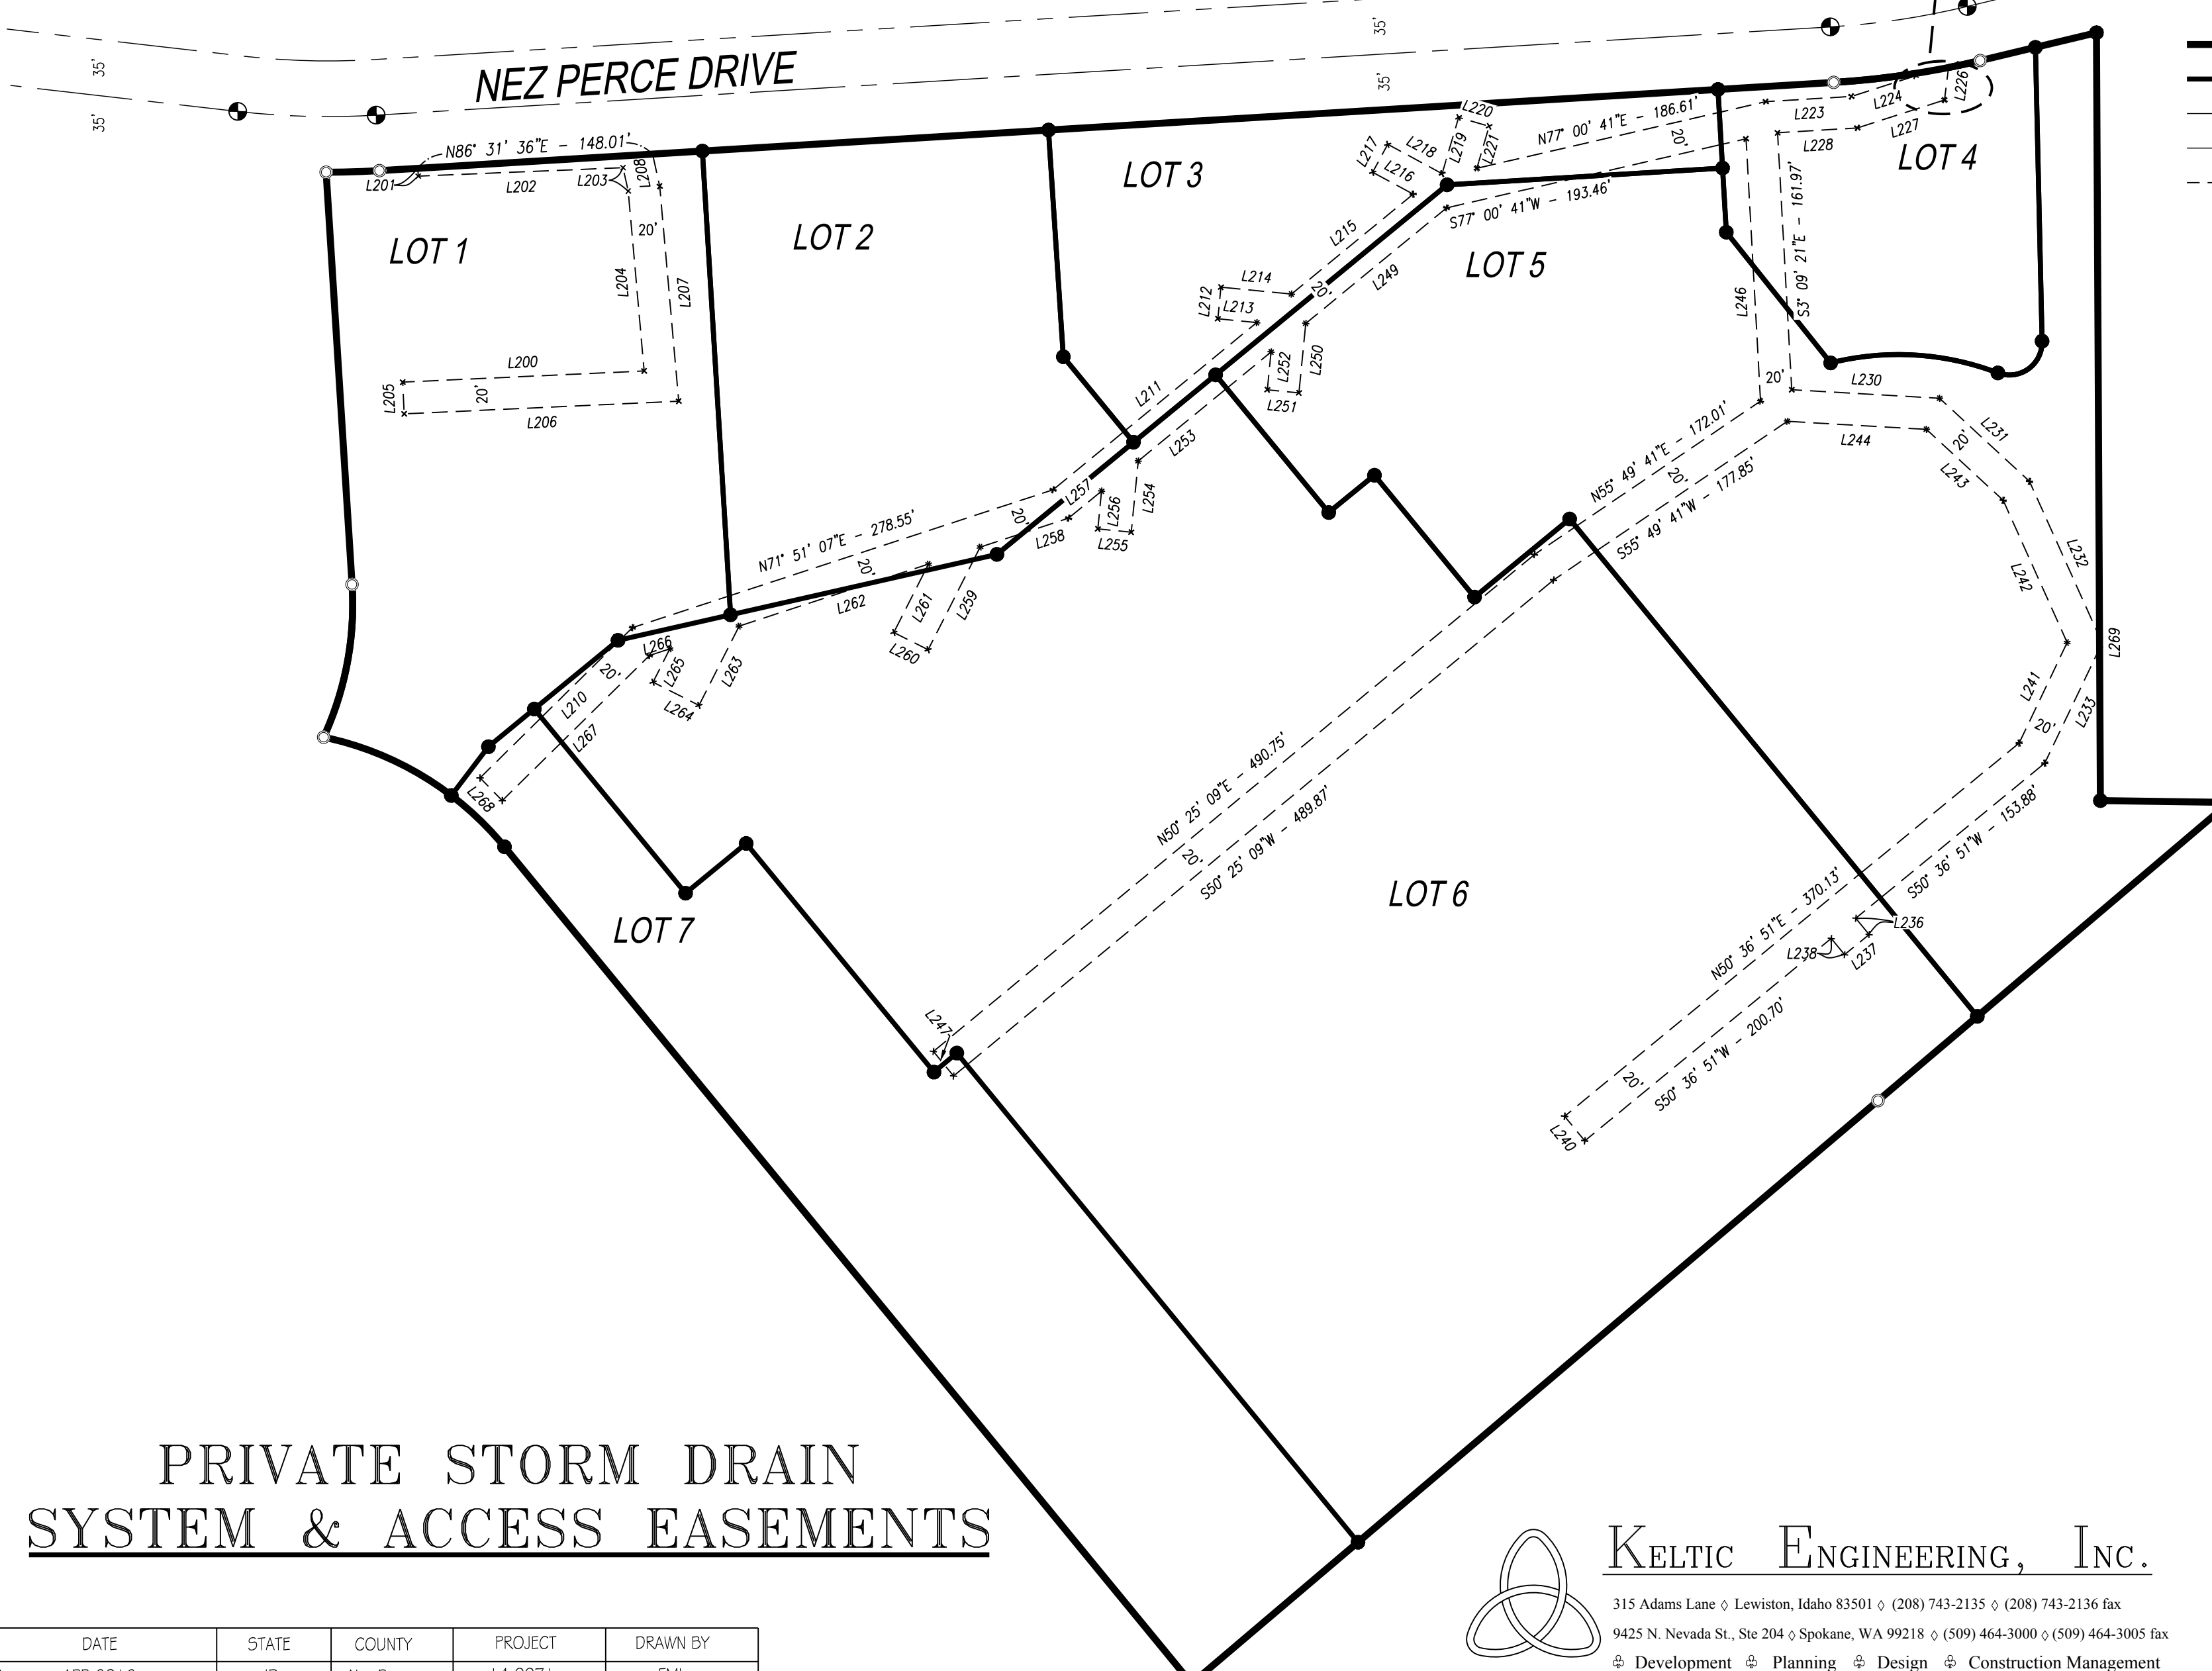 35'
35'
35'
35'
NEZ PERCE DRIVE
N86° 31' 36"E - 148.01'
L201
L202
L203
L208
20'
LOT 1
L204
L207
L200
L205
20'
L206
LOT 2
LOT 3
L217
L218
L216
L219
L220
L221
N77° 00' 41"E - 186.61'
20'
S77° 00' 41"W - 193.46'
L223
L224
L226
L227
L228
LOT 4
LOT 5
L215
L214
L212
L213
20'
L249
L246
S3° 09' 21"E - 161.97'
L211
L252
L250
L251
L253
20'
L230
L231
20'
L244
L243
N55° 49' 41"E - 172.01'
20'
S55° 49' 41"W - 177.85'
L257
L256
L254
L255
20'
L258
N71° 51' 07"E - 278.55'
20'
L262
L261
L259
L260
L232
L242
L269
L241
L233
20'
L266
L265
L263
L264
20'
L210
L267
L268
N50° 25' 09"E - 490.75'
20'
S50° 25' 09"W - 489.87'
S50° 36' 51"W - 153.88'
N50° 36' 51"E - 370.13'
L236
L238
L237
LOT 6
LOT 7
L247
20'
S50° 36' 51"W - 200.70'
L240
PRIVATE STORM DRAIN
SYSTEM & ACCESS EASEMENTS
KELTIC ENGINEERING, INC.
315 Adams Lane ◊ Lewiston, Idaho 83501 ◊ (208) 743-2135 ◊ (208) 743-2136 fax
9425 N. Nevada St., Ste 204 ◊ Spokane, WA 99218 ◊ (509) 464-3000 ◊ (509) 464-3005 fax
♧ Development ♧ Planning ♧ Design ♧ Construction Management
DATE STATE COUNTY PROJECT DRAWN BY